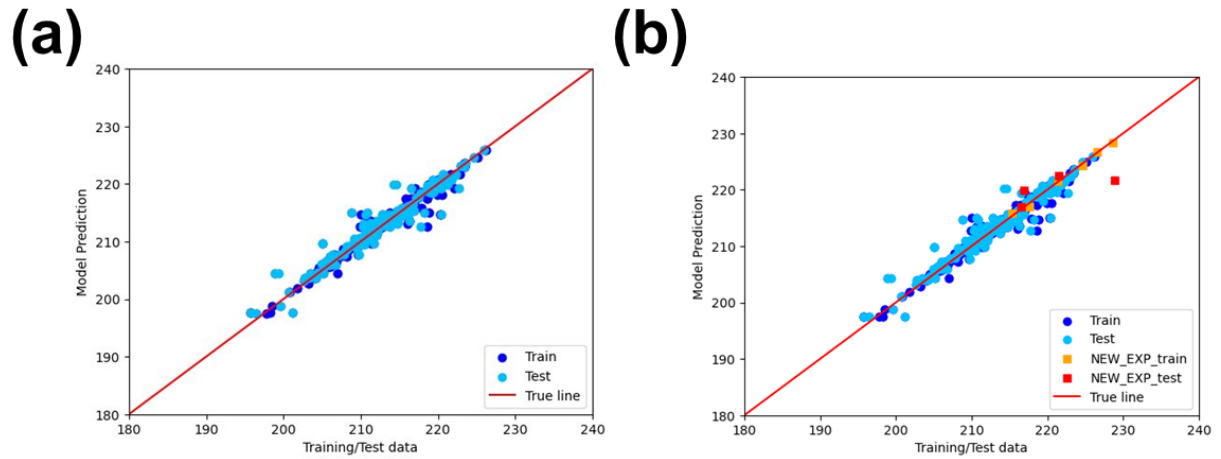 (a)
240
230
220
210
200
190
180
180
190
200
210
220
230
240
Model Prediction
Training/Test data
Train
Test
True line
(b)
240
230
220
210
200
190
180
180
190
200
210
220
230
240
Model Prediction
Training/Test data
Train
Test
NEW_EXP_train
NEW_EXP_test
True line